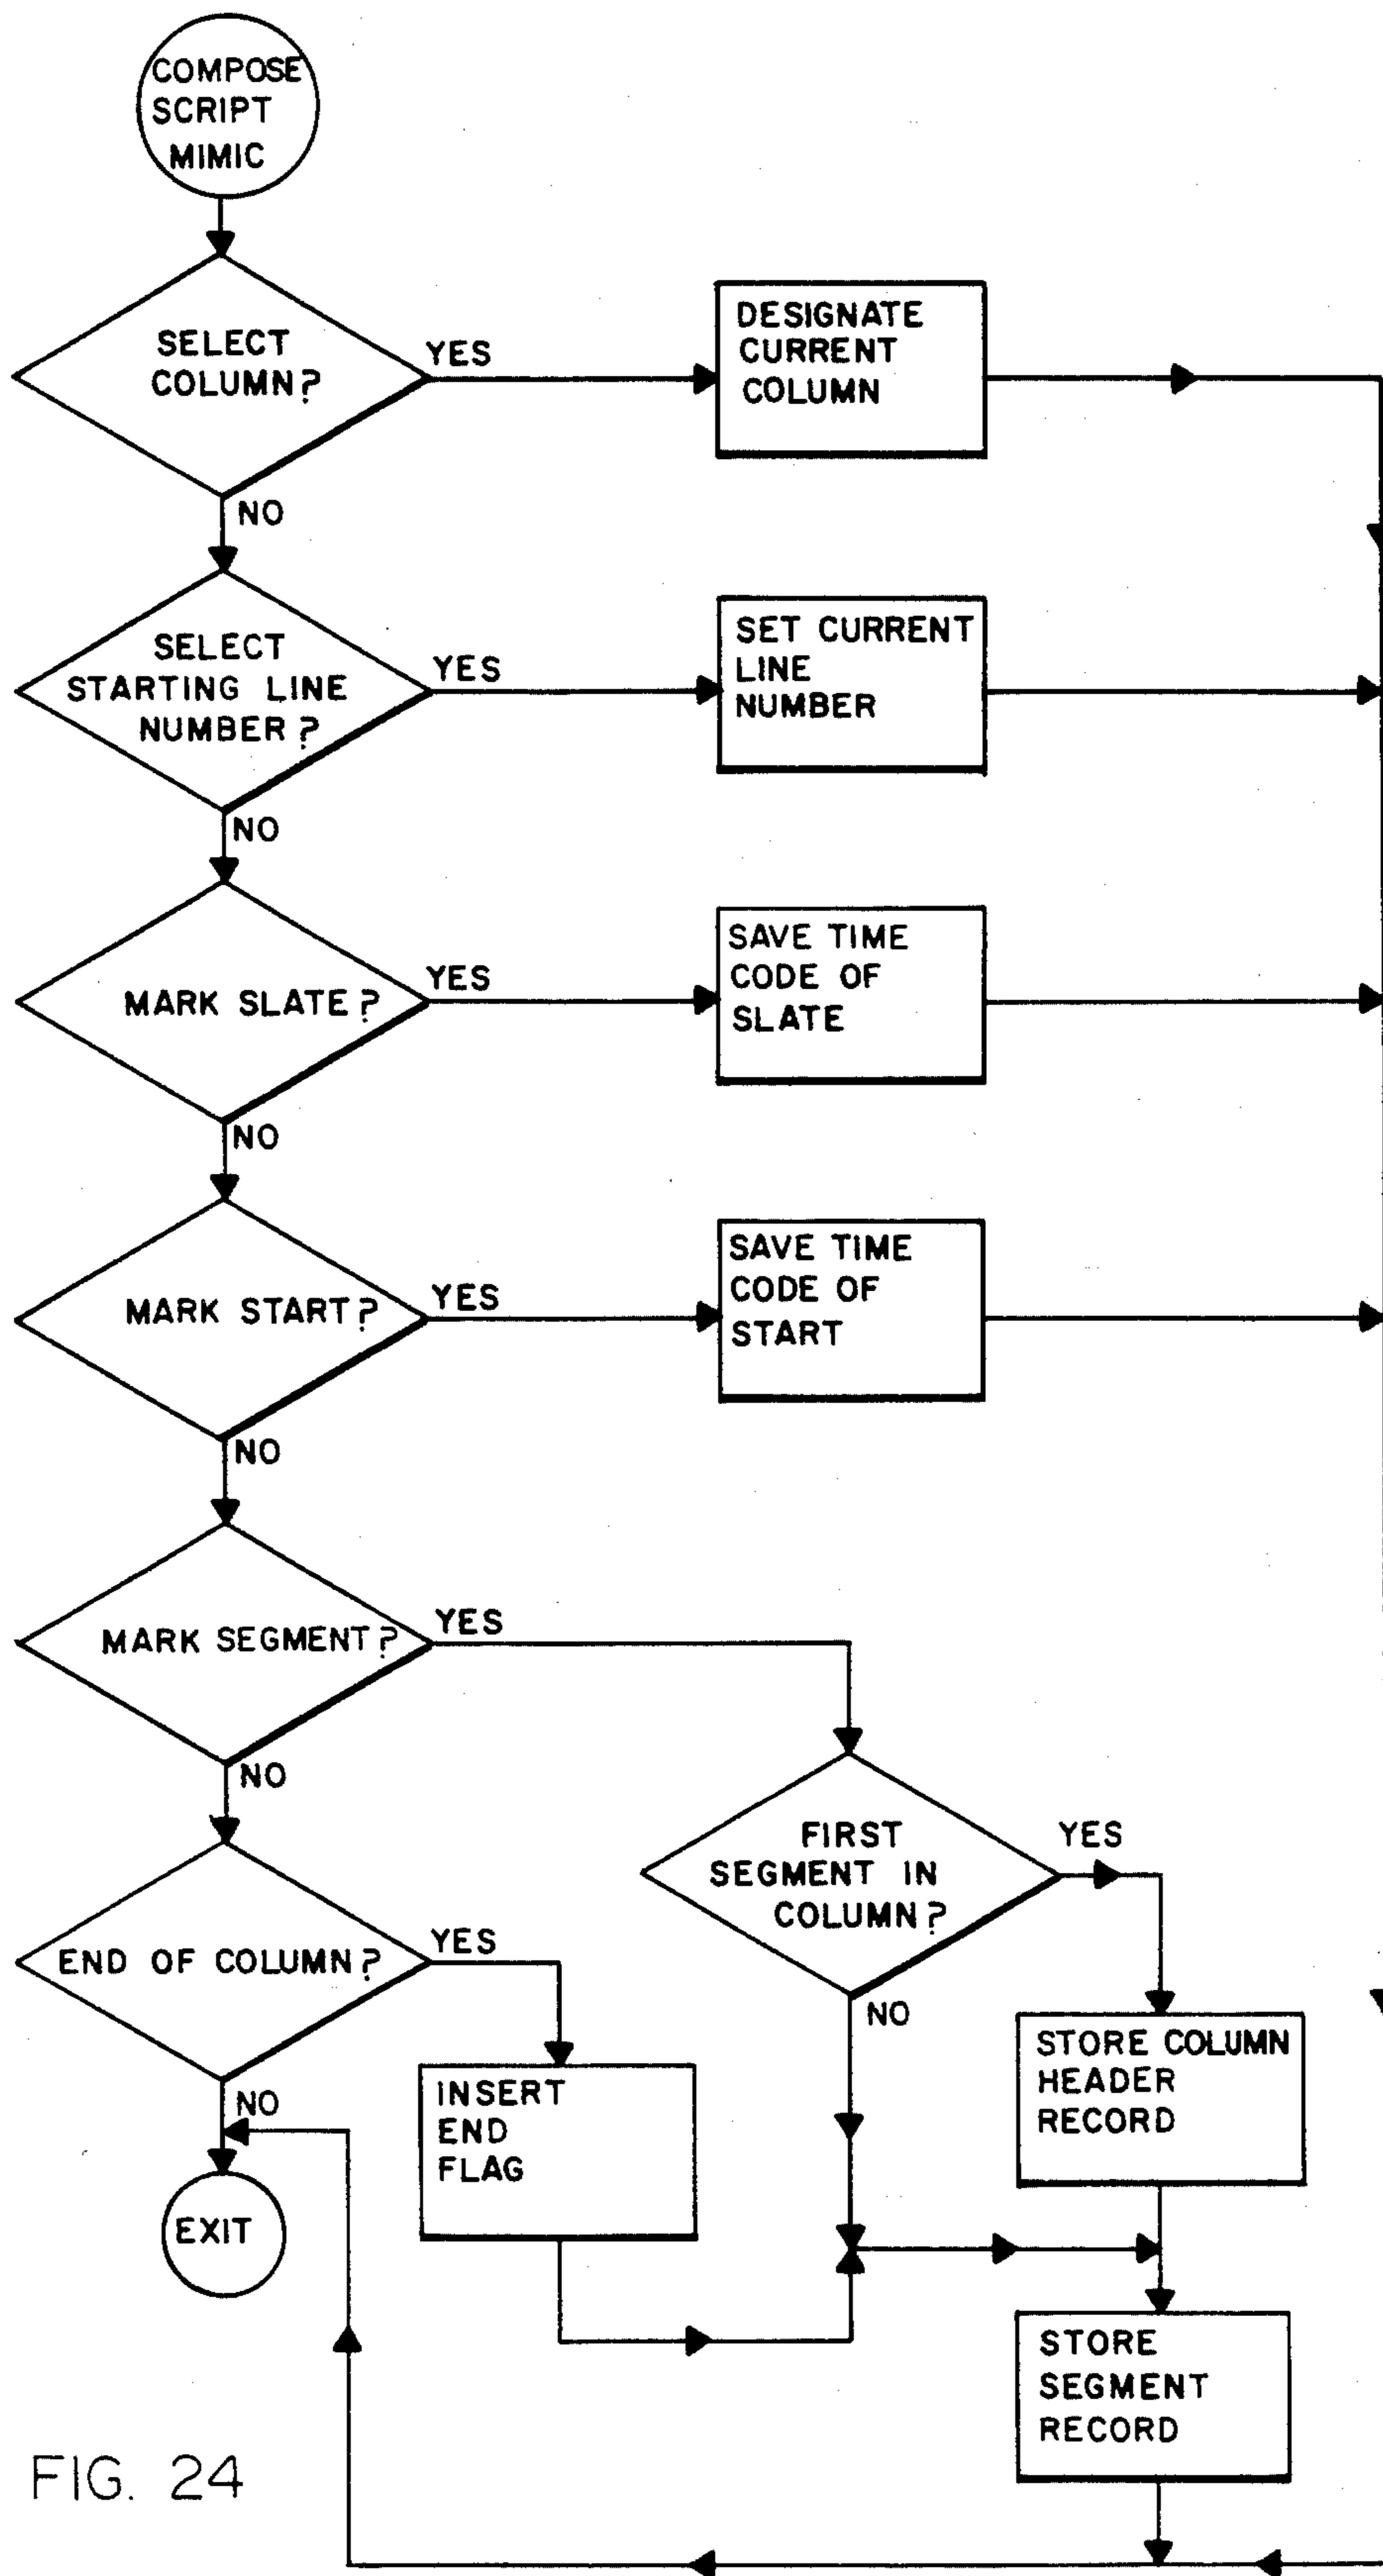 COMPOSE
SCRIPT
MIMIC
SELECT
COLUMN?
YES
DESIGNATE
CURRENT
COLUMN
NO
SELECT
STARTING LINE
NUMBER?
YES
SET CURRENT
LINE
NUMBER
NO
MARK SLATE?
YES
SAVE TIME
CODE OF
SLATE
NO
MARK START?
YES
SAVE TIME
CODE OF
START
NO
MARK SEGMENT?
YES
NO
FIRST
SEGMENT IN
COLUMN?
YES
NO
END OF COLUMN?
YES
NO
INSERT
END
FLAG
STORE COLUMN
HEADER
RECORD
EXIT
STORE
SEGMENT
RECORD
FIG. 24